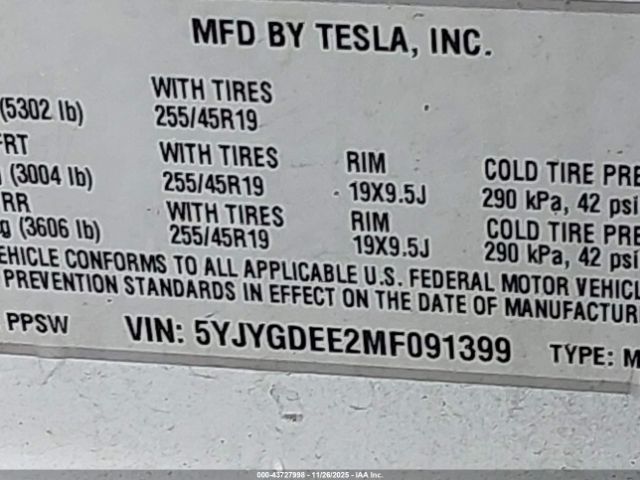 MFD BY TESLA, INC.
(5302 lb) WITH TIRES 255/45R19
FRT
(3004 lb) WITH TIRES 255/45R19 RIM 19X9.5J COLD TIRE PRE 290 kPa, 42 psi
RR
g (3606 lb) WITH TIRES 255/45R19 RIM 19X9.5J COLD TIRE PRE 290 kPa, 42 psi
EHICLE CONFORMS TO ALL APPLICABLE U.S. FEDERAL MOTOR VEHICL
PREVENTION STANDARDS IN EFFECT ON THE DATE OF MANUFACTUR
PPSW VIN: 5YJYGDEE2MF091399 TYPE: M
000-43727998 - 11/26/2025 - IAA Inc.